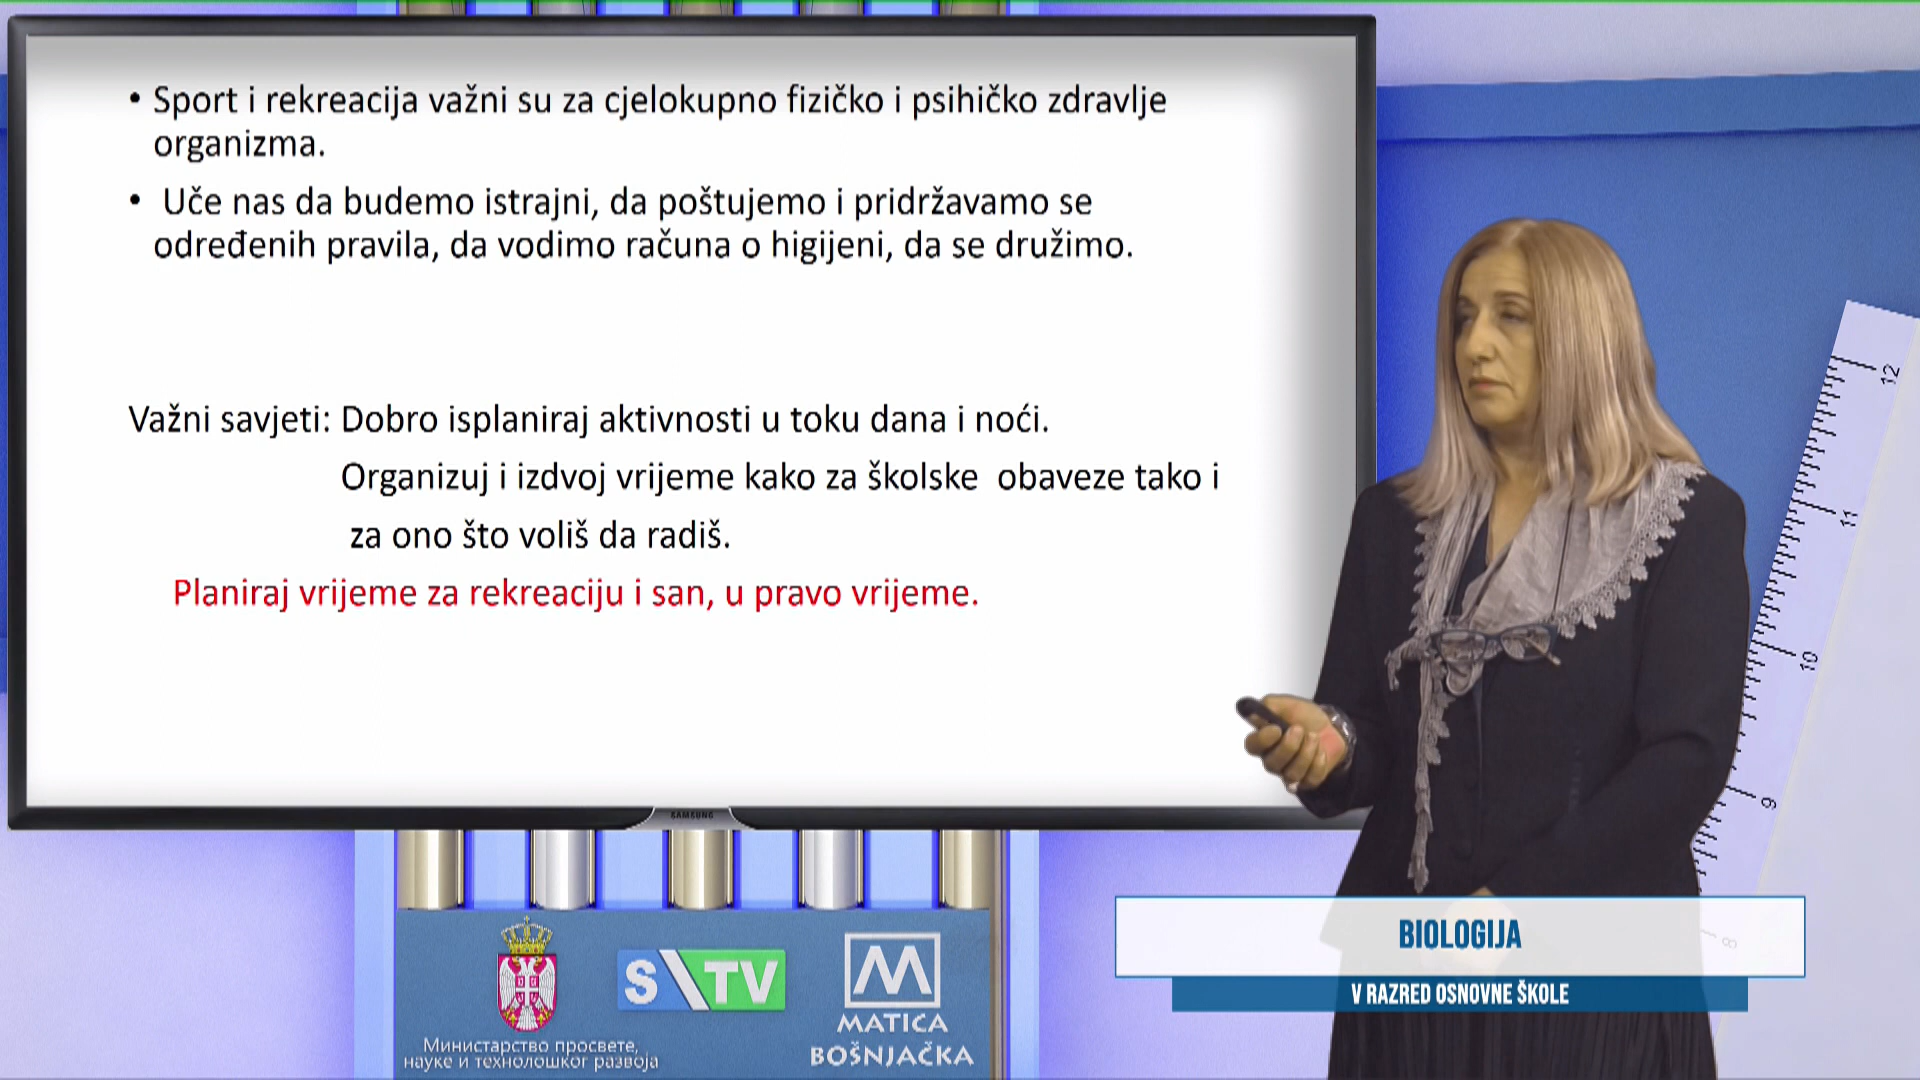 • Sport i rekreacija važni su za cjelokupno fizičko i psihičko zdravlje
organizma.
• Uče nas da budemo istrajni, da poštujemo i pridržavamo se
određenih pravila, da vodimo računa o higijeni, da se družimo.
Važni savjeti: Dobro isplaniraj aktivnosti u toku dana i noći.
Organizuj i izdvoj vrijeme kako za školske obaveze tako i
za ono što voliš da radiš.
Planiraj vrijeme za rekreaciju i san, u pravo vrijeme.
SAMSUNG
12
11
10
9
8
BIOLOGIJA
V RAZRED OSNOVNE ŠKOLE
Министарство просвете,
науке и технолошког развоја
S TV
M
MATICA
BOŠNJAČKA